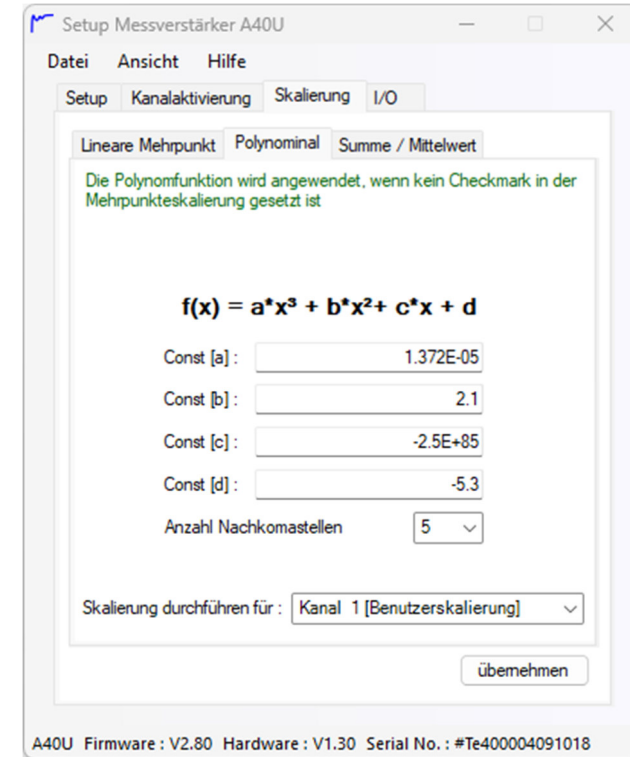 Setup Messverstärker A40U
Datei Ansicht Hilfe
Setup Kanalaktivierung Skalierung I/O
Lineare Mehrpunkt Polynominal Summe / Mittelwert
Die Polynomfunktion wird angewendet, wenn kein Checkmark in der
Mehrpunkteskalierung gesetzt ist
f(x) = a*x³ + b*x²+ c*x + d
Const [a] : 1.372E-05
Const [b] : 2.1
Const [c] : -2.5E+85
Const [d] : -5.3
Anzahl Nachkomastellen 5
Skalierung durchführen für : Kanal 1 [Benutzerskalierung]
übernehmen
A40U Firmware : V2.80 Hardware : V1.30 Serial No. : #Te400004091018